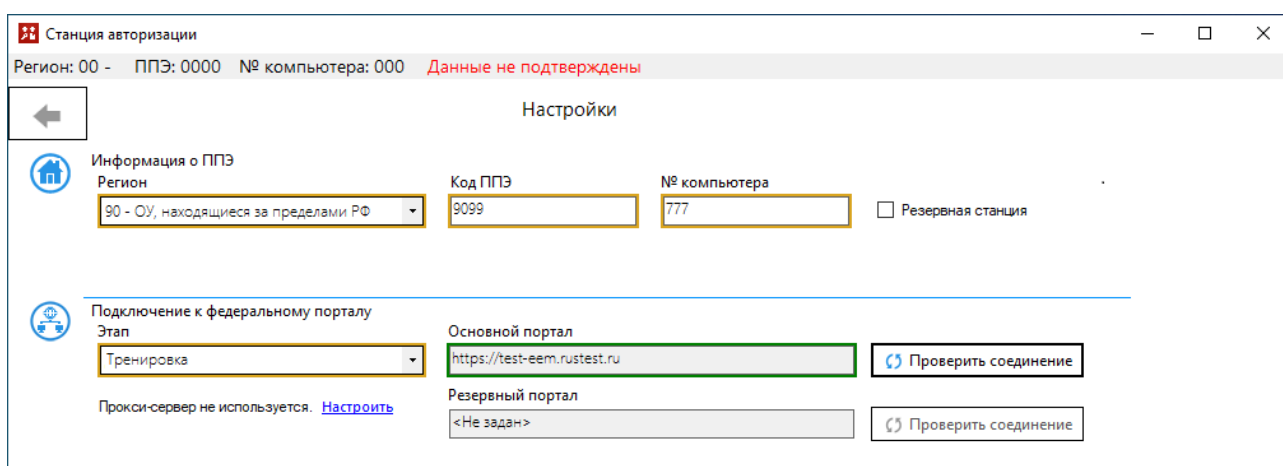 Станция авторизации
Регион: 00 - ППЭ: 0000 № компьютера: 000 Данные не подтверждены
Настройки
Информация о ППЭ
Регион Код ППЭ № компьютера
90 - ОУ, находящиеся за пределами РФ 9099 777 Резервная станция
Подключение к федеральному порталу
Этап Основной портал
Тренировка https://test-eem.rustest.ru Проверить соединение
Резервный портал
Прокси-сервер не используется. Настроить
<Не задан> Проверить соединение